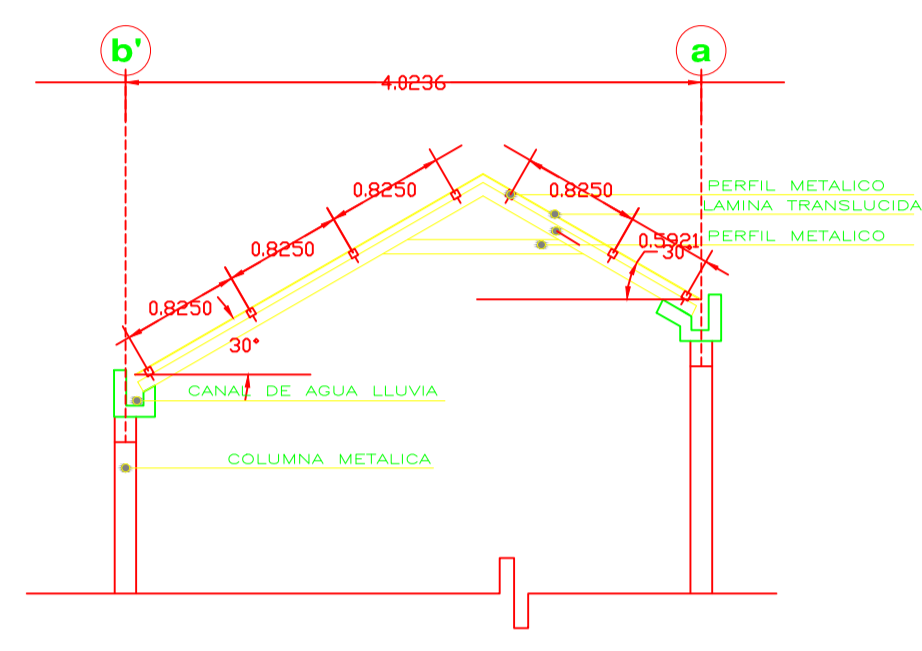 b'
a
4.0236
0.8250
0.8250
PERFIL METALICO
LAMINA TRANSLUCIDA
PERFIL METALICO
0.5921
0.8250
30°
0.8250
30°
CANAL DE AGUA LLUVIA
COLUMNA METALICA